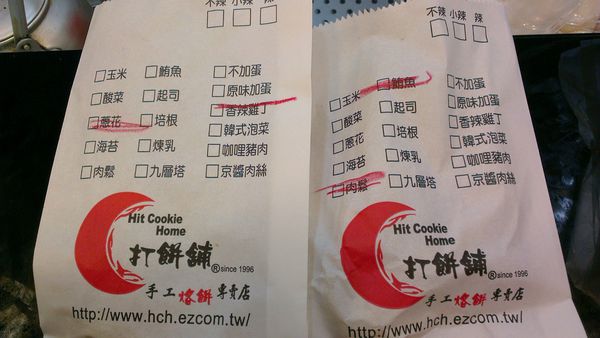 不辣 小辣 辣
□玉米 □鮪魚 □不加蛋
□酸菜 □起司 □原味加蛋
□蔥花 □培根 □香辣雞丁
□海苔 □煉乳 □韓式泡菜
□肉鬆 □九層塔 □咖哩豬肉
□京醬肉絲
Hit Cookie
Home
打餅舖
®since 1996
手工烙餅專賣店
http://www.hch.ezcom.tw/
不辣 小辣 辣
□玉米 □鮪魚 □不加蛋
□酸菜 □起司 □原味加蛋
□蔥花 □培根 □香辣雞丁
□海苔 □煉乳 □韓式泡菜
□肉鬆 □九層塔 □咖哩豬肉
□京醬肉絲
Hit Cookie
Home
打餅舖
®since 1996
手工烙餅專賣店
http://www.hch.ezcom.tw/